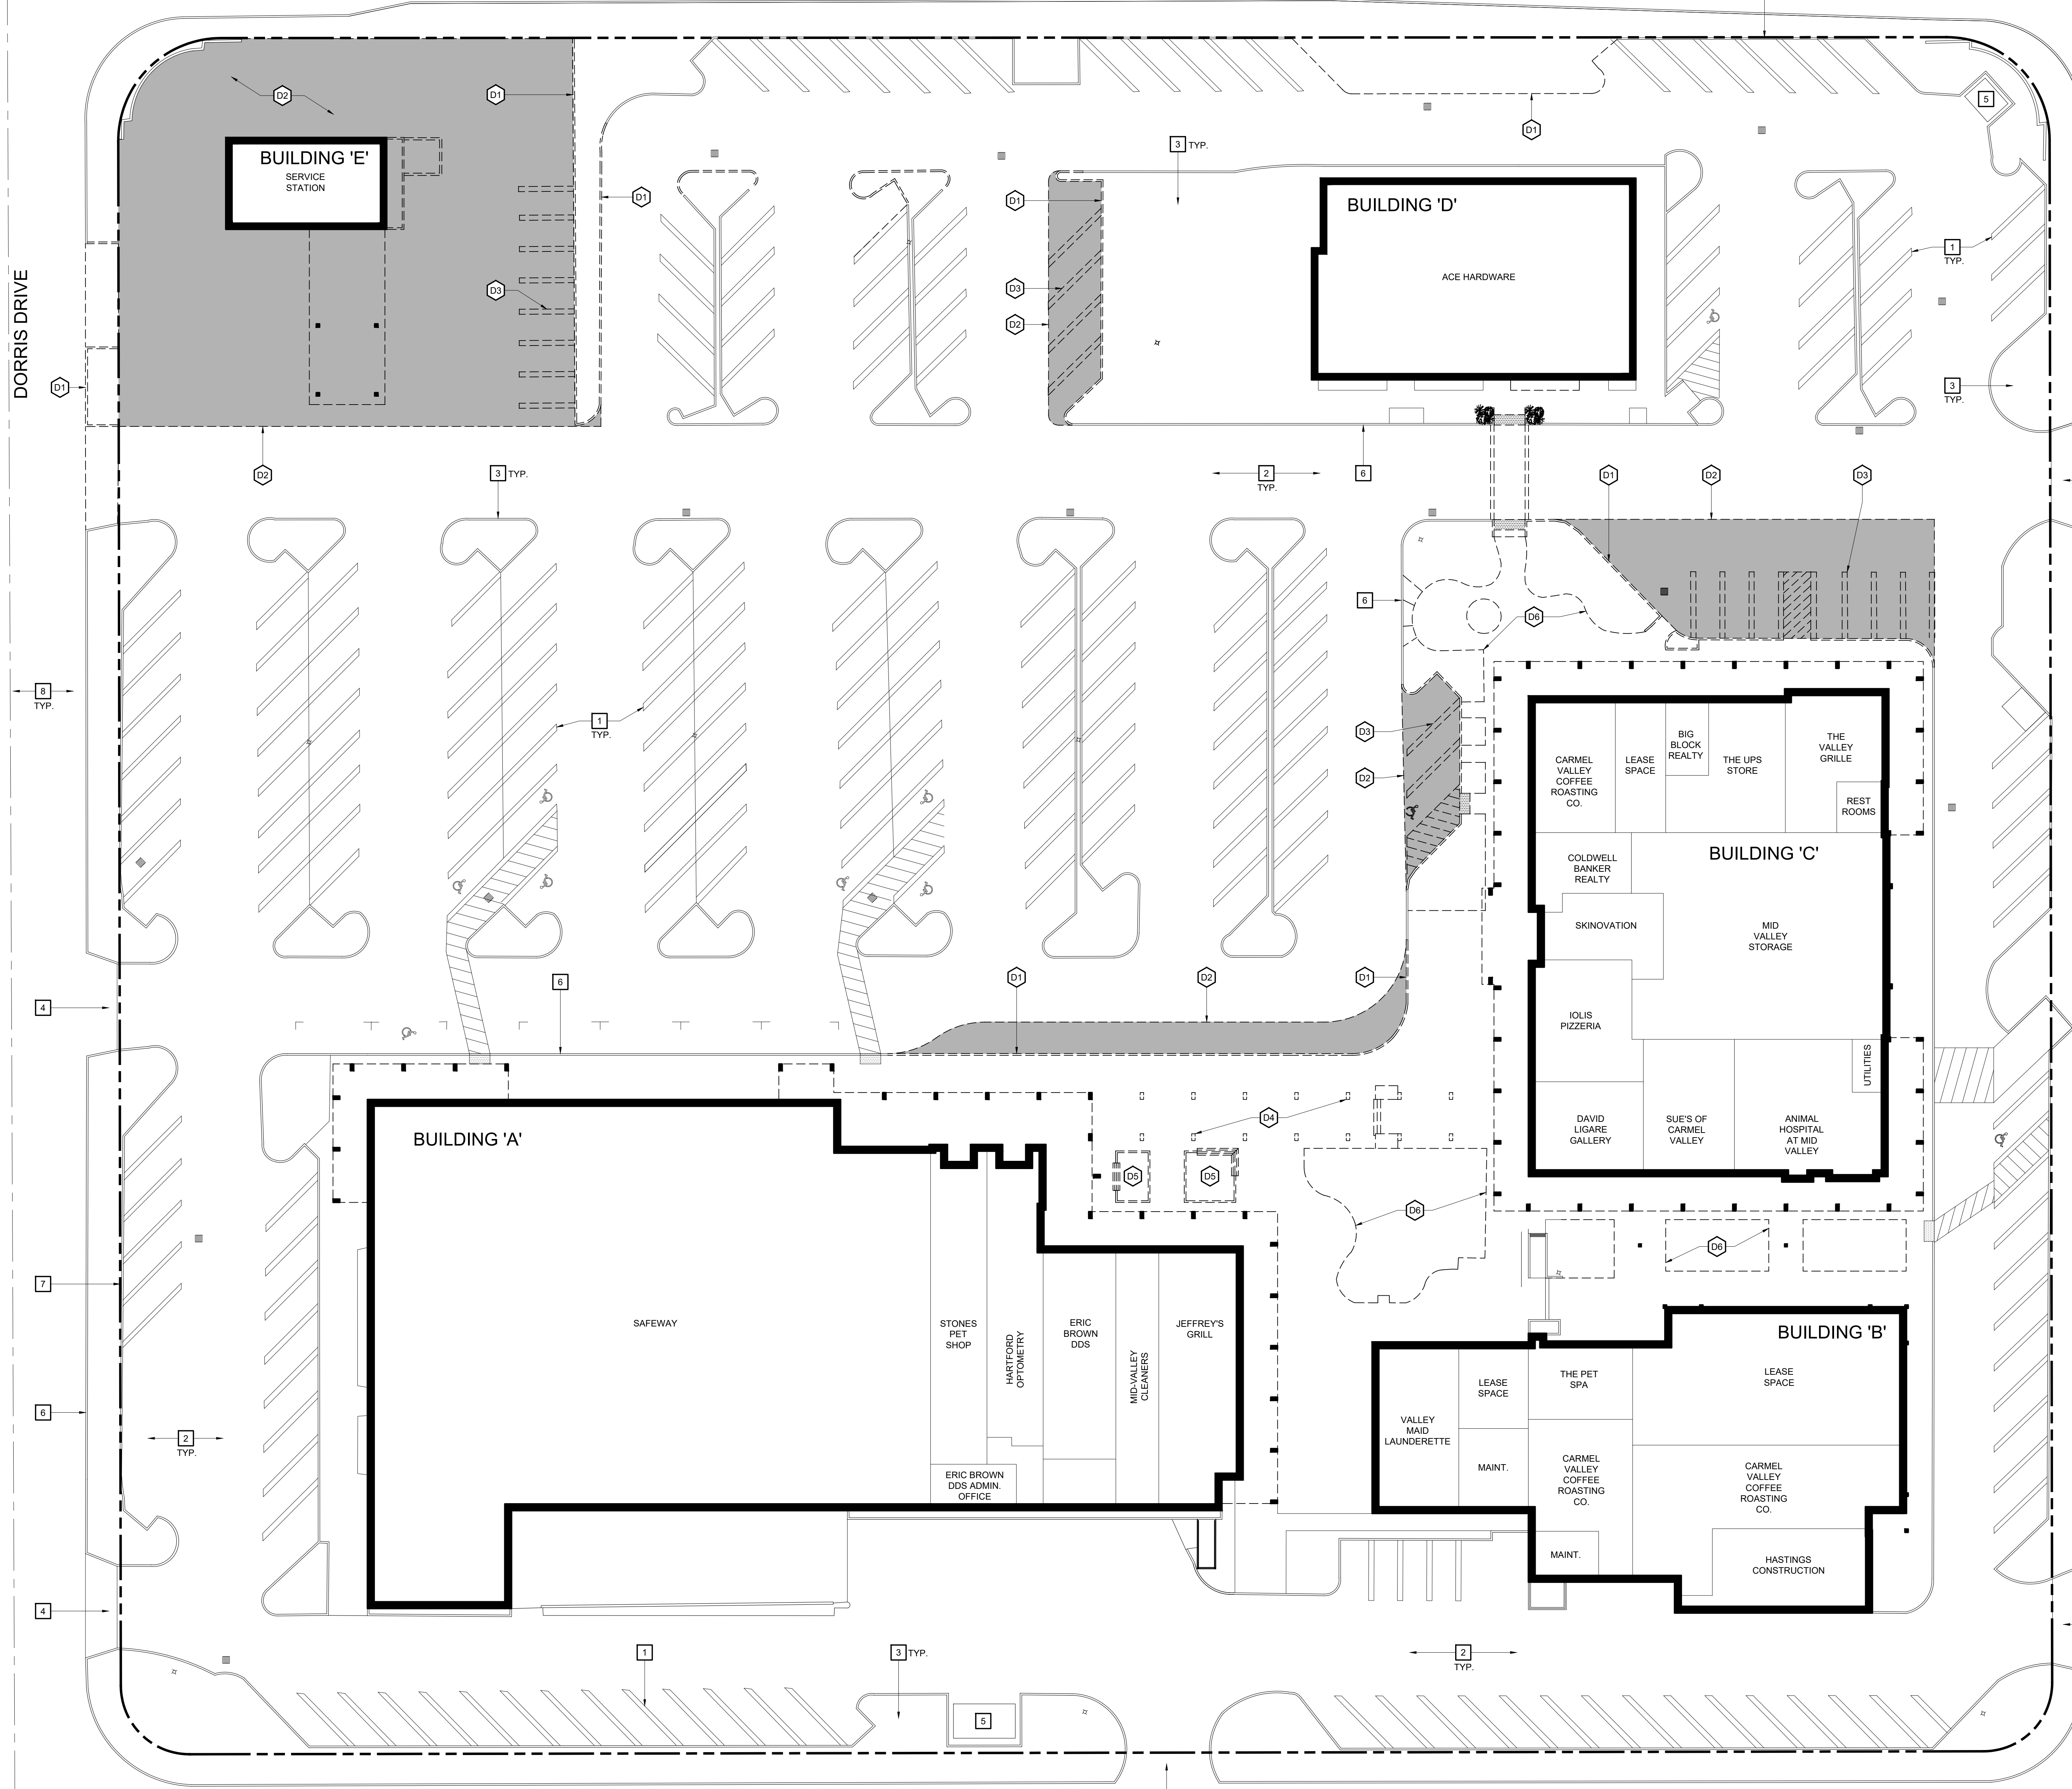 D2
D1
5
3 TYP.
D1
BUILDING 'E'
SERVICE
STATION
D1
D1
BUILDING 'D'
1
TYP.
DORRIS DRIVE
D3
D3
ACE HARDWARE
D2
D1
3
TYP.
D2
3 TYP.
2
TYP.
6
D1
D2
D3
6
D6
8
TYP.
1
TYP.
D3
D2
CARMEL
VALLEY
COFFEE
ROASTING
CO.
LEASE
SPACE
BIG
BLOCK
REALTY
THE UPS
STORE
THE
VALLEY
GRILLE
REST
ROOMS
COLDWELL
BANKER
REALTY
BUILDING 'C'
SKINOVATION
MID
VALLEY
STORAGE
4
6
D1
D2
D1
IOLIS
PIZZERIA
UTILITIES
DAVID
LIGARE
GALLERY
SUE'S OF
CARMEL
VALLEY
ANIMAL
HOSPITAL
AT MID
VALLEY
BUILDING 'A'
D4
D5
D5
D6
D6
7
SAFEWAY
STONES
PET
SHOP
HARTFORD
OPTOMETRY
ERIC
BROWN
DDS
MID-VALLEY
CLEANERS
JEFFREY'S
GRILL
BUILDING 'B'
LEASE
SPACE
THE PET
SPA
LEASE
SPACE
6
2
TYP.
VALLEY
MAID
LAUNDERETTE
MAINT.
CARMEL
VALLEY
COFFEE
ROASTING
CO.
CARMEL
VALLEY
COFFEE
ROASTING
CO.
ERIC BROWN
DDS ADMIN.
OFFICE
MAINT.
HASTINGS
CONSTRUCTION
4
1
3 TYP.
2
TYP.
5